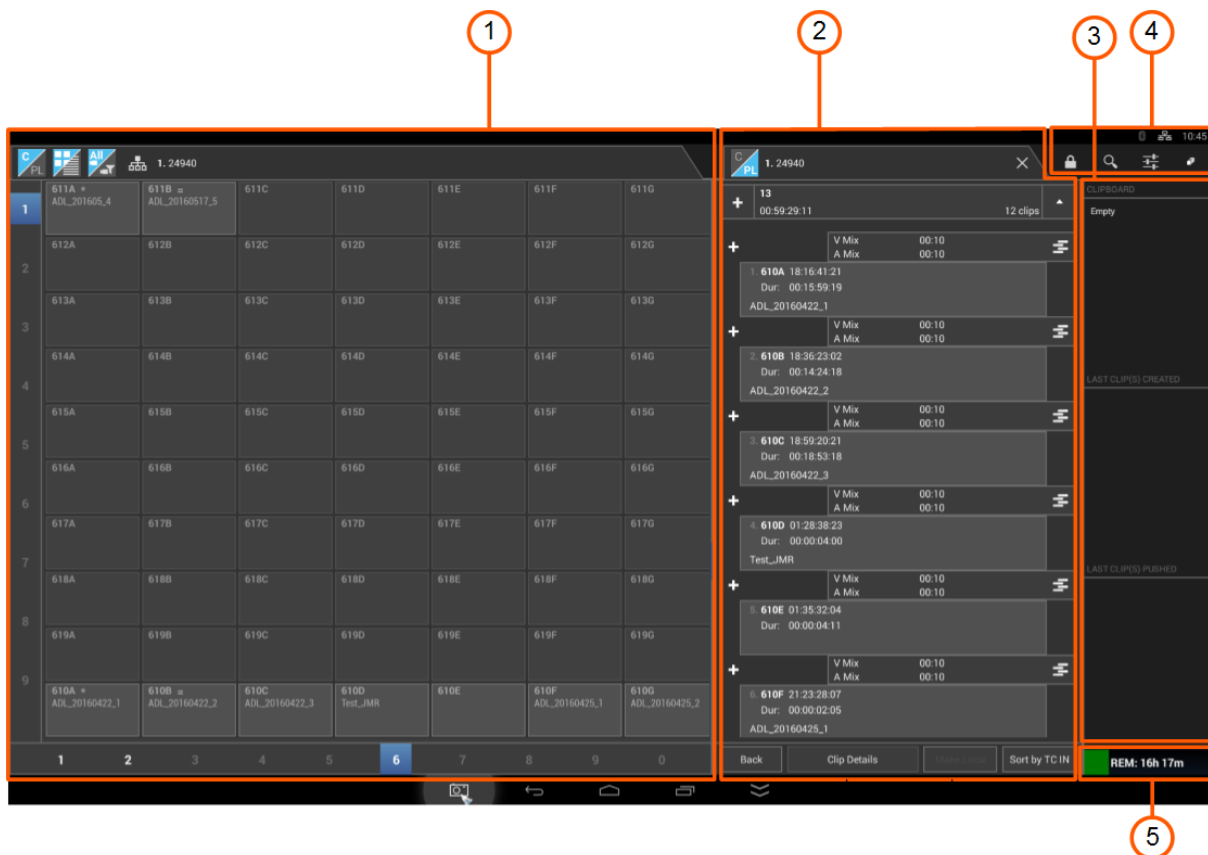 1
2
3
4
10:45
C
PL
All
1. 24940
C
PL
1. 24940
1
611A *
ADL_201605_4
611B =
ADL_20160517_5
611C
611D
611E
611F
611G
2
612A
612B
612C
612D
612E
612F
612G
3
613A
613B
613C
613D
613E
613F
613G
4
614A
614B
614C
614D
614E
614F
614G
5
615A
615B
615C
615D
615E
615F
615G
6
616A
616B
616C
616D
616E
616F
616G
7
617A
617B
617C
617D
617E
617F
617G
8
618A
618B
618C
618D
618E
618F
618G
9
619A
619B
619C
619D
619E
619F
619G
610A *
ADL_20160422_1
610B =
ADL_20160422_2
610C
ADL_20160422_3
610D
Test_JMR
610E
610F
ADL_20160425_1
610G
ADL_20160425_2
1 2 3 4 5 6 7 8 9 0
13
00:59:29:11 12 clips
V Mix 00:10
A Mix 00:10
1. 610A 18:16:41:21
Dur: 00:15:59:19
ADL_20160422_1
V Mix 00:10
A Mix 00:10
2. 610B 18:36:23:02
Dur: 00:14:24:18
ADL_20160422_2
V Mix 00:10
A Mix 00:10
3. 610C 18:59:20:21
Dur: 00:18:53:18
ADL_20160422_3
V Mix 00:10
A Mix 00:10
4. 610D 01:28:38:23
Dur: 00:00:04:00
Test_JMR
V Mix 00:10
A Mix 00:10
5. 610E 01:35:32:04
Dur: 00:00:04:11
V Mix 00:10
A Mix 00:10
6. 610F 21:23:28:07
Dur: 00:00:02:05
ADL_20160425_1
Back
Clip Details
Sort by TC IN
CLIPBOARD
Empty
LAST CLIP(S) CREATED
LAST CLIP(S) PUSHED
REM: 16h 17m
5